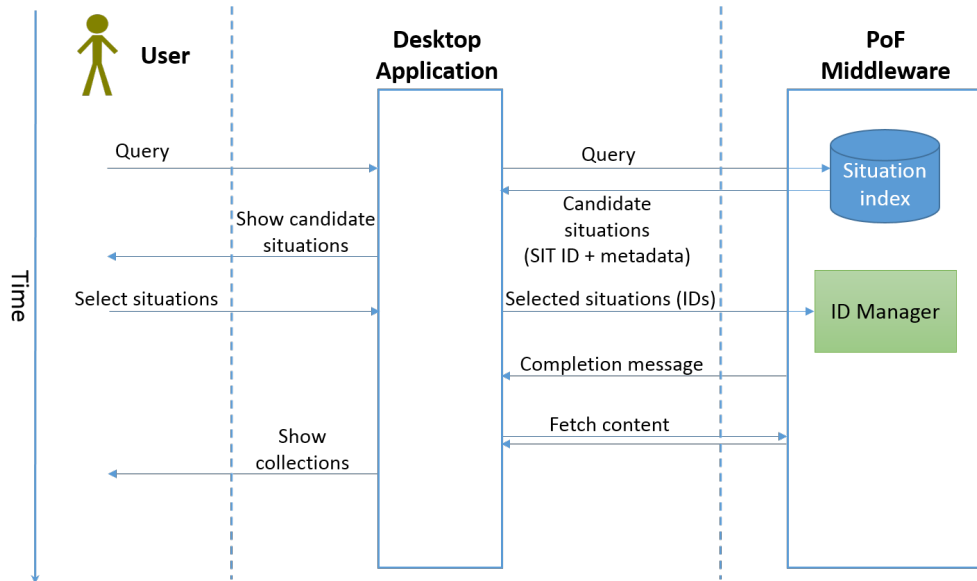 User
Desktop
Application
PoF
Middleware
Query
Query
Situation
index
Candidate
situations
(SIT ID + metadata)
Show candidate
situations
Time
Select situations
Selected situations (IDs)
ID Manager
Completion message
Fetch content
Show
collections